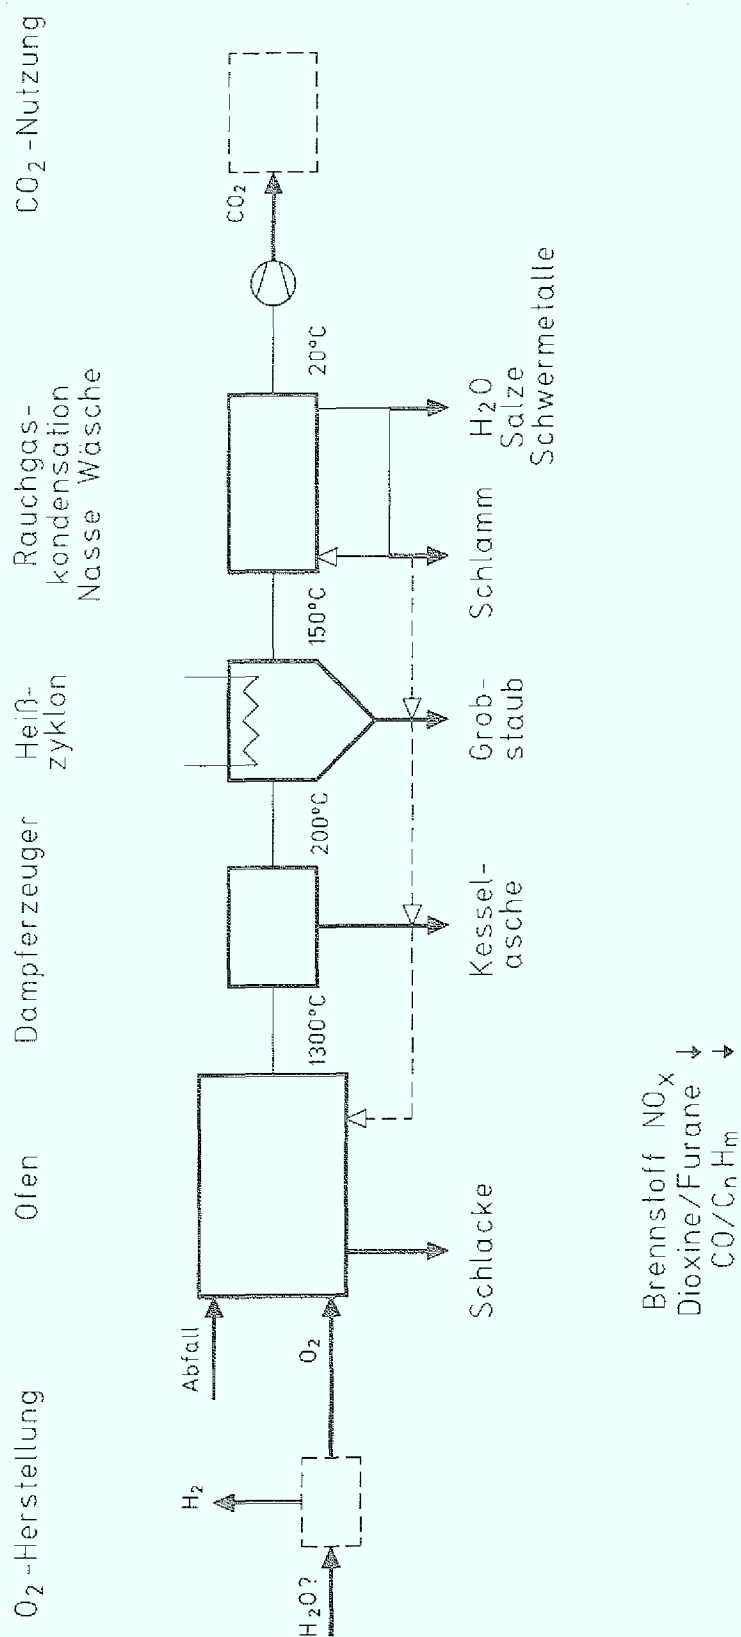 O₂-Herstellung
Ofen
Dampferzeuger
Heiß-
zyklon
Rauchgas-
kondensation
Nasse Wäsche
CO₂-Nutzung
H₂
Abfall
H₂O?
O₂
1300°C
200°C
150°C
20°C
CO₂
Schlacke
Kessel-
asche
Grob-
staub
Schlamm
H₂O
Salze
Schwermetalle
Brennstoff NOₓ
Dioxine/Furane ↓
CO/CₙHₘ ↓